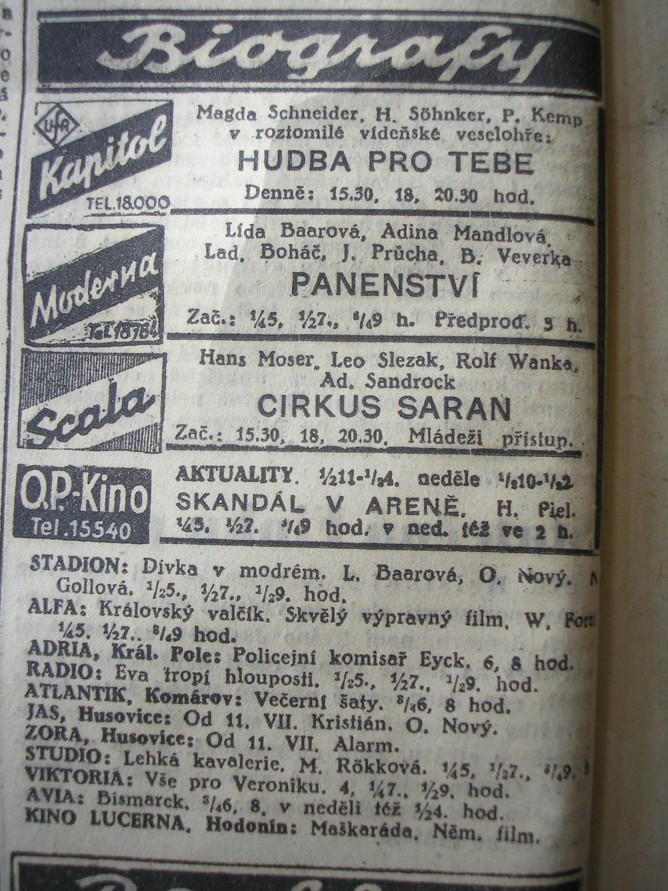 Biografy
UFA
Kapitol
TEL.18.000
Magda Schneider, H. Söhnker, P. Kemp
v roztomilé vídeňské veselohře:
HUDBA PRO TEBE
Denně: 15.30, 18, 20.30 hod.
Moderna
Tel.18764
Lída Baarová, Adina Mandlová,
Lad. Boháč, J. Průcha, B. Veverka
PANENSTVÍ
Zač.: ¼5, ½7., ¾9 h. Předprod. 3 h.
Scala
Hans Moser, Leo Slezak, Rolf Wanka,
Ad. Sandrock
CIRKUS SARAN
Zač.: 15.30, 18, 20.30. Mládeži přístup.
O.P.-Kino
Tel.15540
AKTUALITY. ½11-¼4. neděle ½10-½2
SKANDÁL V ARENĚ, H. Piel.
¼5. ½7. ¾9 hod. v ned. též ve 2 h.
STADION: Dívka v modrém. L. Baarová, O. Nový. N
Gollová. ½5., ½7., ½9. hod.
ALFA: Královský valčík. Skvělý výpravný film, W. Forst
¼5. ½7.. ¾9 hod.
ADRIA, Král. Pole: Policejní komisař Eyck. 6, 8 hod.
RADIO: Eva tropí hlouposti. ½5., ½7., ½9. hod.
ATLANTIK, Komárov: Večerní šaty. ¾6, 8 hod.
JAS, Husovice: Od 11. VII. Kristián. O. Nový.
ZORA, Husovice: Od 11. VII. Alarm.
STUDIO: Lehká kavalerie. M. Rökková. ¼5, ½7., ¾9.
VIKTORIA: Vše pro Veroniku. 4, ¼7., ½9. hod.
AVIA: Bismarck. ¾6, 8. v neděli též ½4. hod.
KINO LUCERNA, Hodonín: Maškaráda. Něm. film.